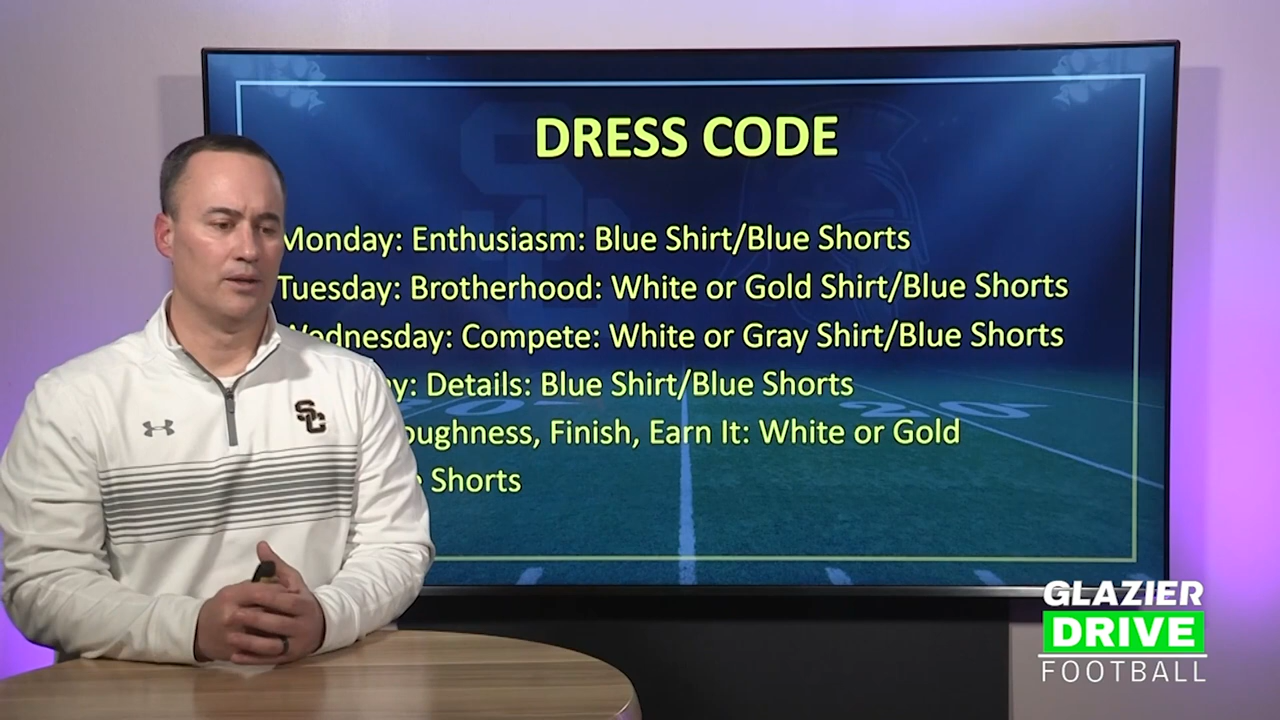 DRESS CODE
Monday: Enthusiasm: Blue Shirt/Blue Shorts
Tuesday: Brotherhood: White or Gold Shirt/Blue Shorts
Wednesday: Compete: White or Gray Shirt/Blue Shorts
Details: Blue Shirt/Blue Shorts
Finish, Earn It: White or Gold
Shorts
SC
GLAZIER
DRIVE
FOOTBALL